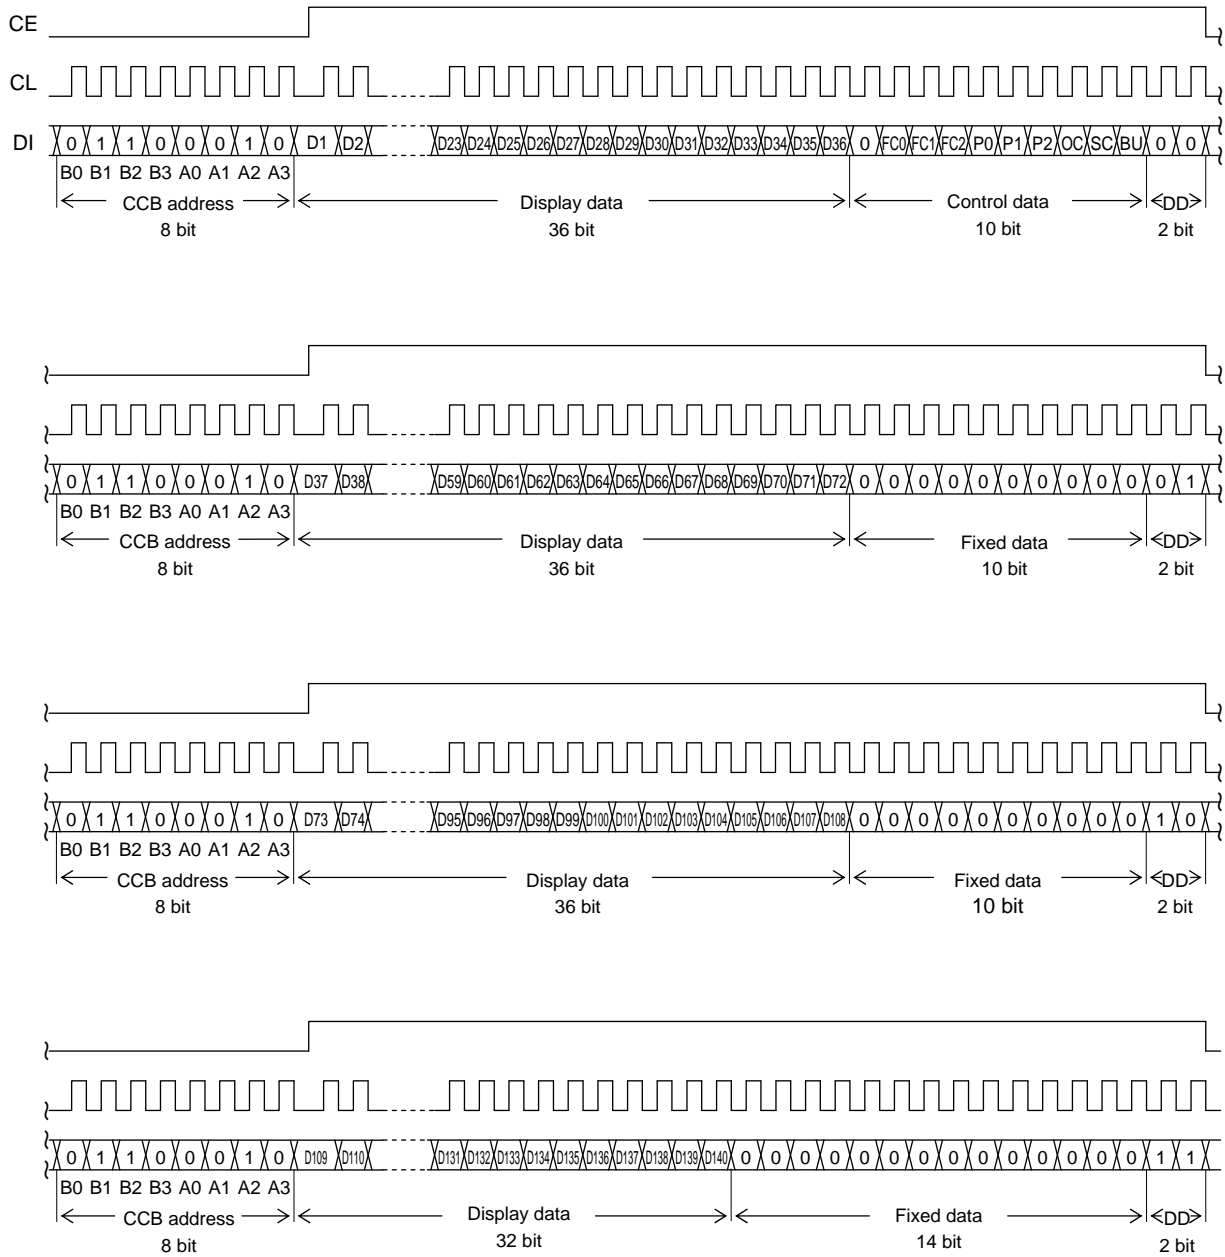 CE
CL
DI 0 1 1 0 0 0 1 0 D1 D2 D23 D24 D25 D26 D27 D28 D29 D30 D31 D32 D33 D34 D35 D36 0 FC0 FC1 FC2 P0 P1 P2 OC SC BU 0 0
B0 B1 B2 B3 A0 A1 A2 A3
CCB address Display data Control data DD
8 bit 36 bit 10 bit 2 bit
0 1 1 0 0 0 1 0 D37 D38 D59 D60 D61 D62 D63 D64 D65 D66 D67 D68 D69 D70 D71 D72 0 0 0 0 0 0 0 0 0 0 0 1
B0 B1 B2 B3 A0 A1 A2 A3
CCB address Display data Fixed data DD
8 bit 36 bit 10 bit 2 bit
0 1 1 0 0 0 1 0 D73 D74 D95 D96 D97 D98 D99 D100 D101 D102 D103 D104 D105 D106 D107 D108 0 0 0 0 0 0 0 0 0 0 1 0
B0 B1 B2 B3 A0 A1 A2 A3
CCB address Display data Fixed data DD
8 bit 36 bit 10 bit 2 bit
0 1 1 0 0 0 1 0 D109 D110 D131 D132 D133 D134 D135 D136 D137 D138 D139 D140 0 0 0 0 0 0 0 0 0 0 0 0 0 0 1 1
B0 B1 B2 B3 A0 A1 A2 A3
CCB address Display data Fixed data DD
8 bit 32 bit 14 bit 2 bit